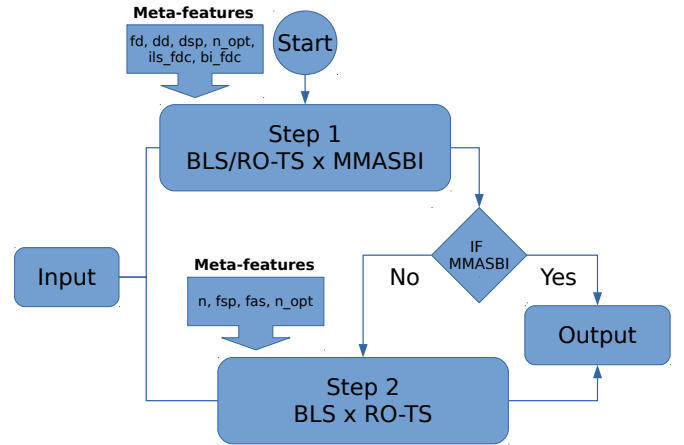 Meta-features
fd, dd, dsp, n_opt,
ils_fdc, bi_fdc
Start
Step 1
BLS/RO-TS x MMASBI
IF
MMASBI
No
Yes
Input
Meta-features
n, fsp, fas, n_opt
Output
Step 2
BLS x RO-TS